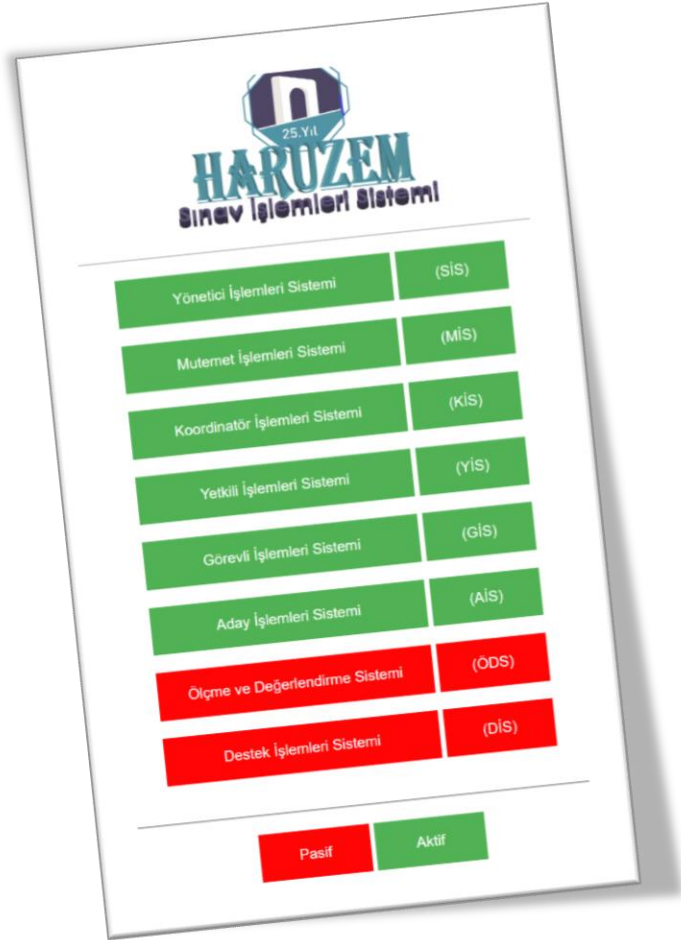 25.Yıl
HARUZEM
Sınav İşlemleri Sistemi
Yönetici İşlemleri Sistemi (SİS)
Mutemet İşlemleri Sistemi (MİS)
Koordinatör İşlemleri Sistemi (KİS)
Yetkili İşlemleri Sistemi (YİS)
Görevli İşlemleri Sistemi (GİS)
Aday İşlemleri Sistemi (AİS)
Ölçme ve Değerlendirme Sistemi (ÖDS)
Destek İşlemleri Sistemi (DİS)
Pasif Aktif